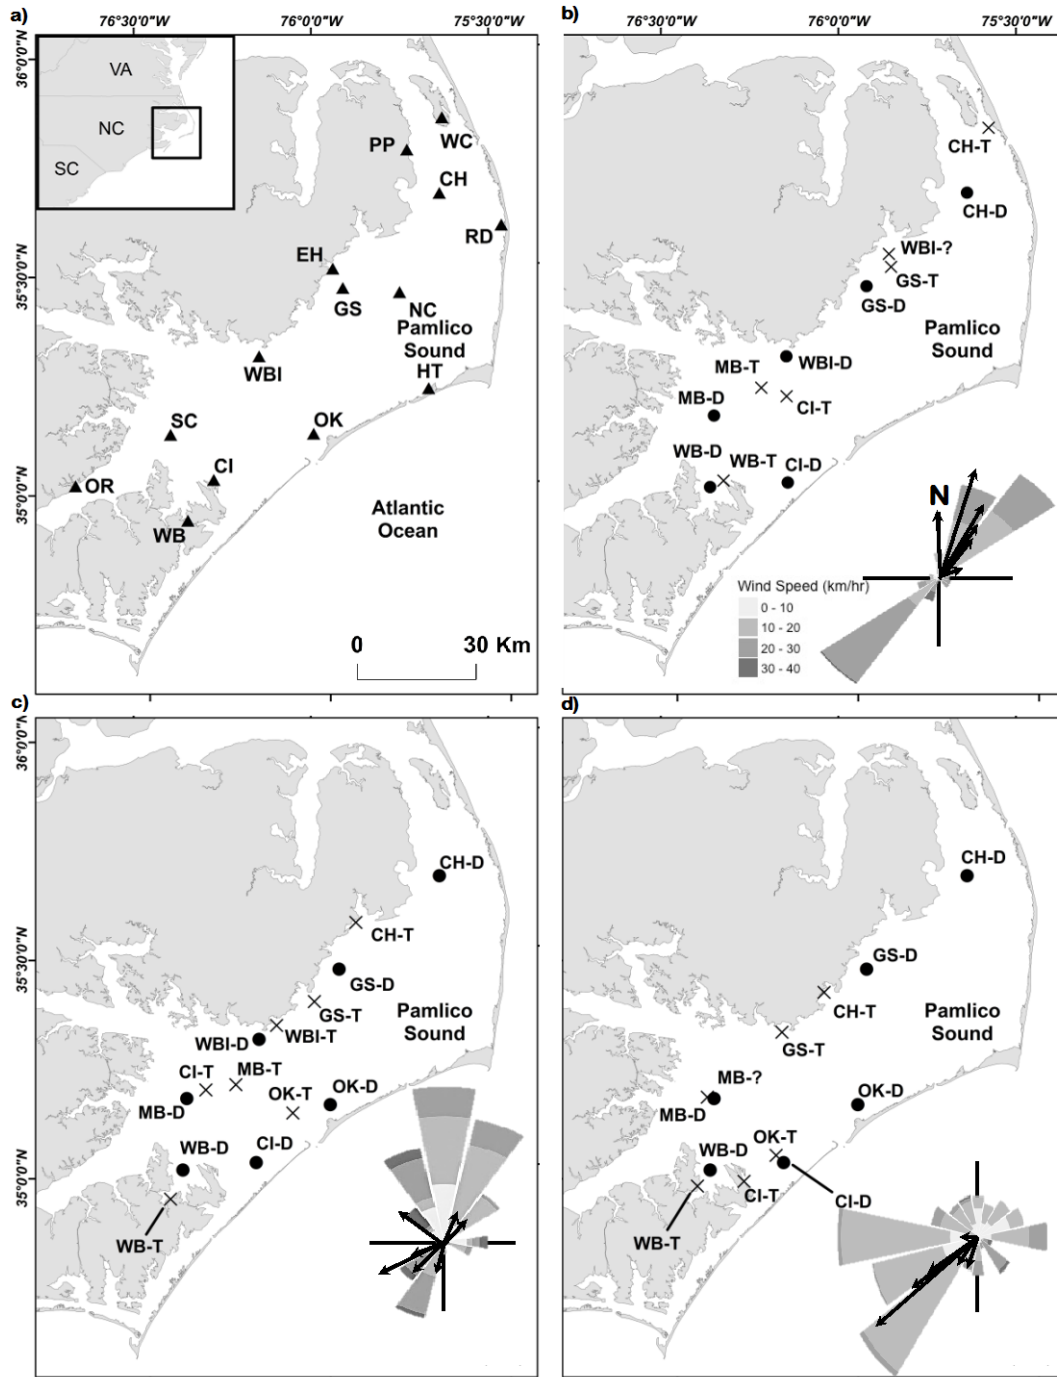 a)
76°30'0"W
76°0'0"W
75°30'0"W
36°0'0"N
35°30'0"N
35°0'0"N
VA
NC
SC
WC
PP
CH
RD
EH
GS
NC
Pamlico
Sound
HT
WBI
SC
OK
CI
OR
WB
Atlantic
Ocean
0 30 Km
b)
76°30'0"W
76°0'0"W
75°30'0"W
CH-T
CH-D
WBI-?
GS-T
GS-D
Pamlico
Sound
WBI-D
MB-T
CI-T
MB-D
WB-D
WB-T
CI-D
N
Wind Speed (km/hr)
0 - 10
10 - 20
20 - 30
30 - 40
c)
36°0'0"N
35°30'0"N
35°0'0"N
CH-D
CH-T
GS-D
GS-T
Pamlico
Sound
WBI-T
WBI-D
CI-T
MB-T
OK-T
OK-D
MB-D
WB-D
CI-D
WB-T
d)
CH-D
GS-D
CH-T
Pamlico
Sound
GS-T
MB-?
OK-D
MB-D
OK-T
WB-D
CI-T
CI-D
WB-T